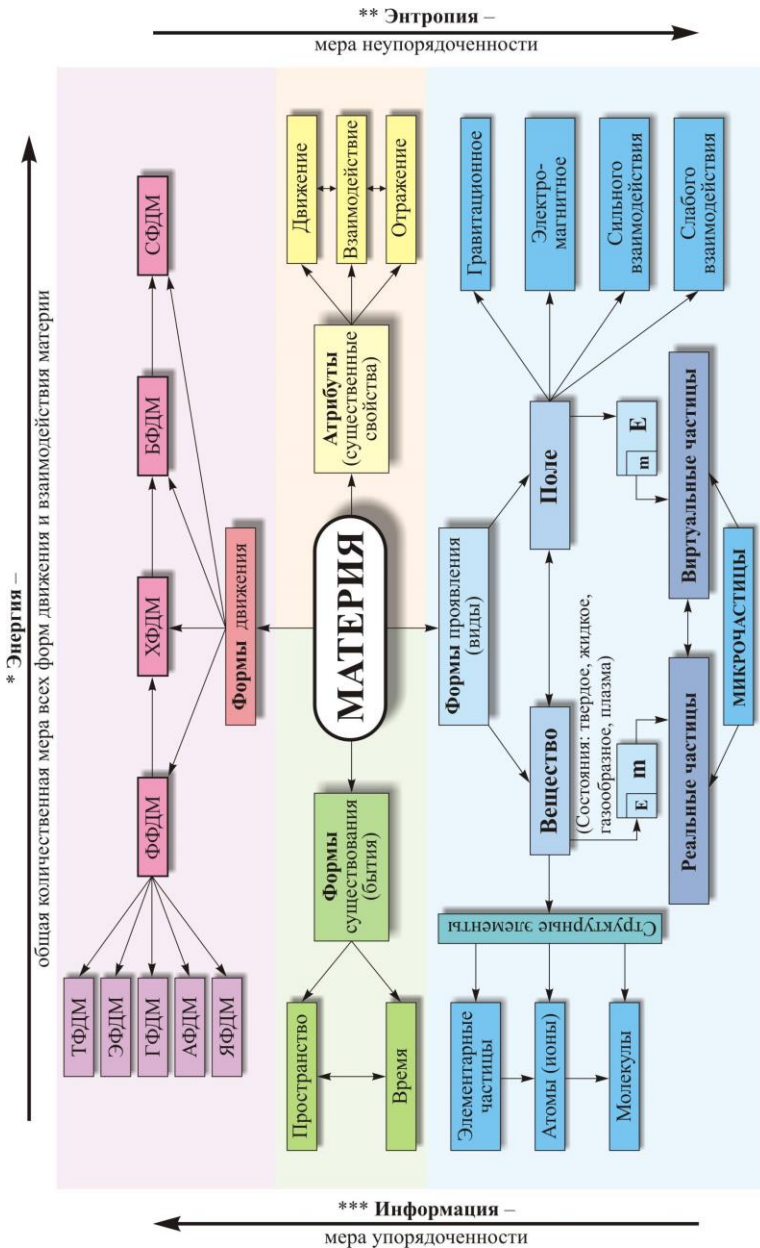 ** Энтропия –
мера неупорядоченности
* Энергия –
общая количественная мера всех форм движения и взаимодействия материи
СФДМ
БФДМ
ХФДМ
ФФДМ
ТФДМ
ЭФДМ
ГФДМ
АФДМ
ЯФДМ
Формы движения
Движение
Взаимодействие
Отражение
Атрибуты
(существенные
свойства)
МАТЕРИЯ
Формы
существования
(бытия)
Пространство
Время
Формы проявления
(виды)
Гравитационное
Электро-
магнитное
Сильного
взаимодействия
Слабого
взаимодействия
Поле
m E
Виртуальные частицы
Вещество
(Состояния: твердое, жидкое,
газообразное, плазма)
E m
Реальные частицы
МИКРОЧАСТИЦЫ
Структурные элементы
Элементарные
частицы
Атомы (ионы)
Молекулы
*** Информация –
мера упорядоченности